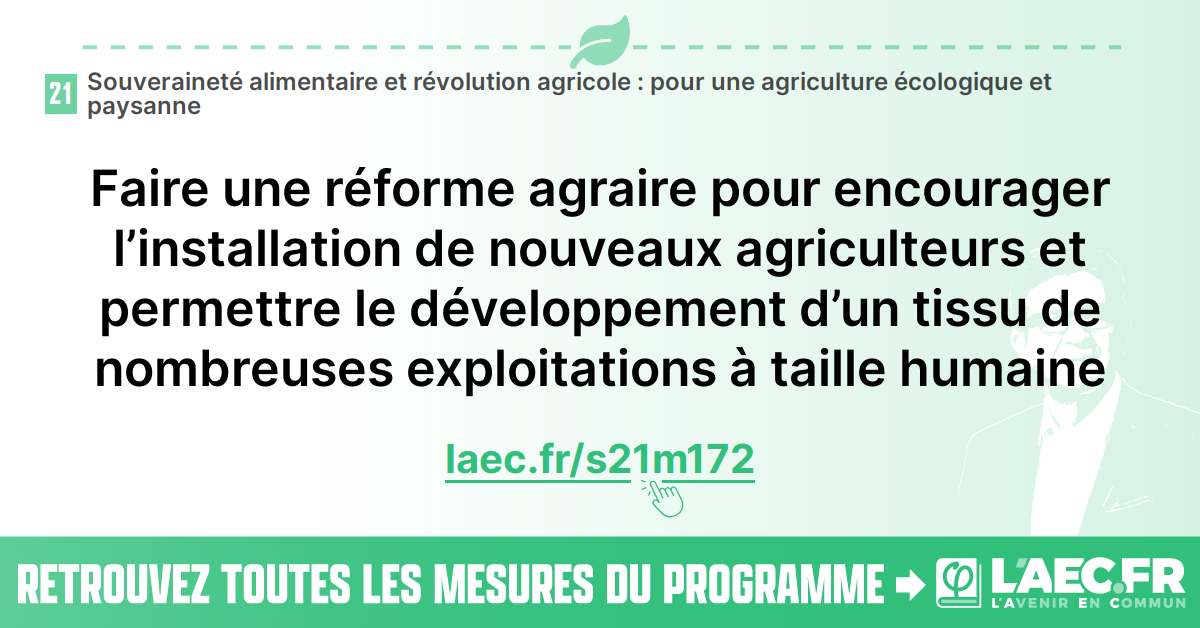 21
Souveraineté alimentaire et révolution agricole : pour une agriculture écologique et
paysanne
Faire une réforme agraire pour encourager
l’installation de nouveaux agriculteurs et
permettre le développement d’un tissu de
nombreuses exploitations à taille humaine
laec.fr/s21m172
RETROUVEZ TOUTES LES MESURES DU PROGRAMME
φ
L'AEC.FR
L'AVENIR EN COMMUN